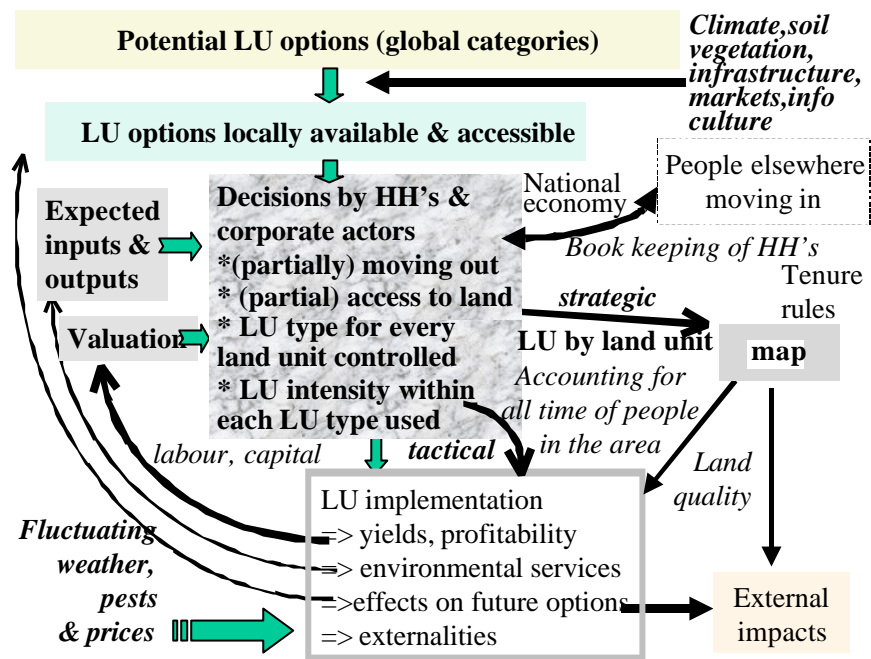 Potential LU options (global categories)
Climate,soil
vegetation,
infrastructure,
markets,info
culture
LU options locally available & accessible
People elsewhere
moving in
National
economy
Book keeping of HH's
Expected
inputs &
outputs
Valuation
Decisions by HH's &
corporate actors
*(partially) moving out
* (partial) access to land
* LU type for every
land unit controlled
* LU intensity within
each LU type used
strategic
LU by land unit
Tenure
rules
map
Accounting for
all time of people
in the area
labour, capital
tactical
Land
quality
LU implementation
=> yields, profitability
=> environmental services
=>effects on future options
=> externalities
Fluctuating
weather,
pests
& prices
External
impacts